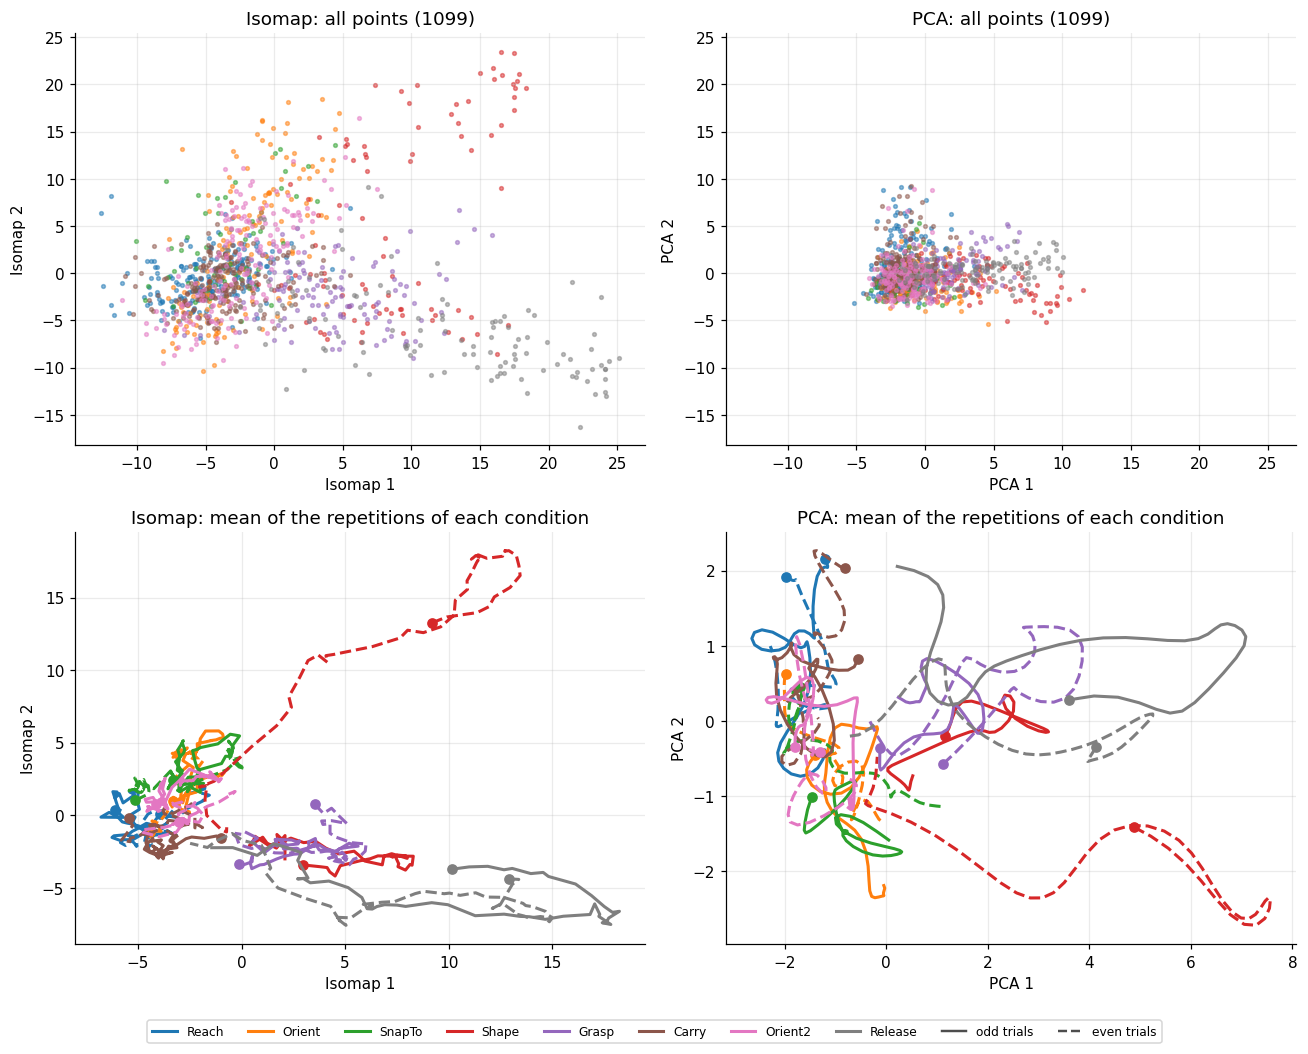 Isomap: all points (1099)
25
20
15
10
5
0
−5
−10
−15
Isomap 2
−10 −5 0 5 10 15 20 25
Isomap 1
PCA: all points (1099)
25
20
15
10
5
0
−5
−10
−15
PCA 2
−10 −5 0 5 10 15 20 25
PCA 1
Isomap: mean of the repetitions of each condition
15
10
5
0
−5
Isomap 2
−5 0 5 10 15
Isomap 1
PCA: mean of the repetitions of each condition
2
1
0
−1
−2
PCA 2
−2 0 2 4 6 8
PCA 1
Reach Orient SnapTo Shape Grasp Carry Orient2 Release odd trials even trials